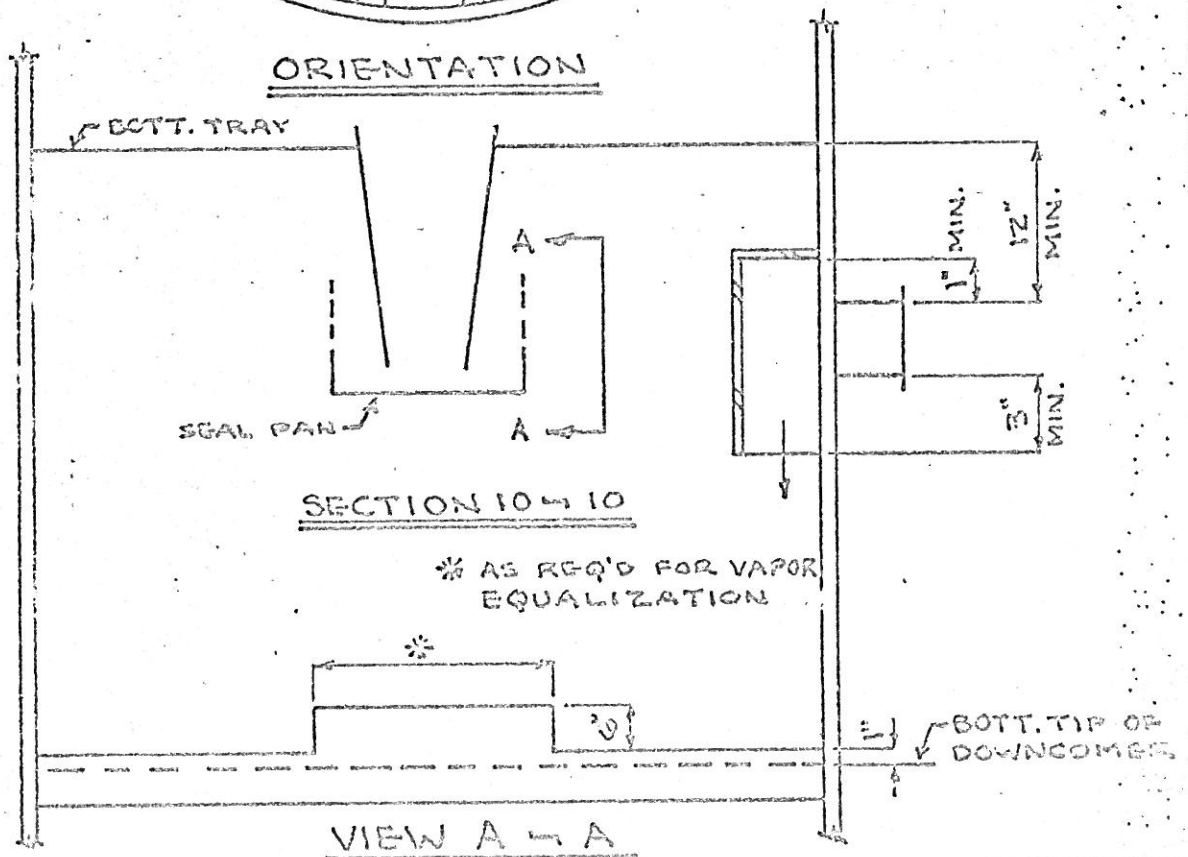 ORIENTATION
BOTT. TRAY
A
1" MIN.
12" MIN.
SEAL PAN
A
3" MIN.
SECTION 10-10
* AS REQ'D FOR VAPOR
EQUALIZATION
*
1"
BOTT. TIP OF
DOWNCOMER
VIEW A-A